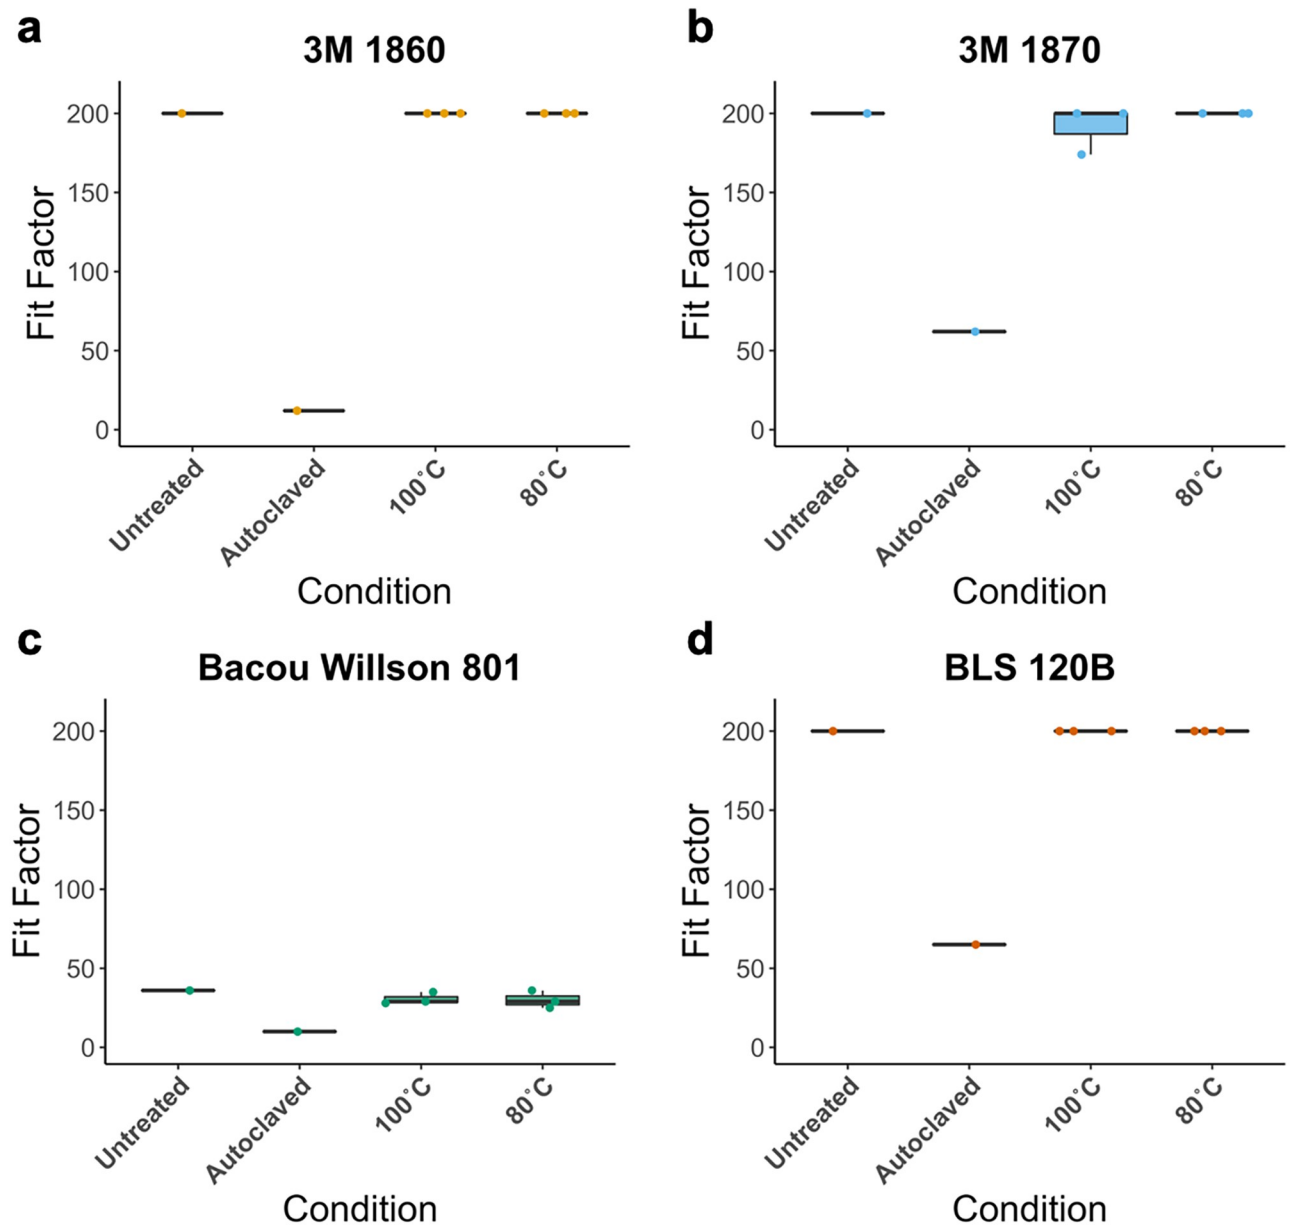 a
3M 1860
Fit Factor
200
150
100
50
0
Untreated
Autoclaved
100°C
80°C
Condition
b
3M 1870
Fit Factor
200
150
100
50
0
Untreated
Autoclaved
100°C
80°C
Condition
c
Bacou Willson 801
Fit Factor
200
150
100
50
0
Untreated
Autoclaved
100°C
80°C
Condition
d
BLS 120B
Fit Factor
200
150
100
50
0
Untreated
Autoclaved
100°C
80°C
Condition